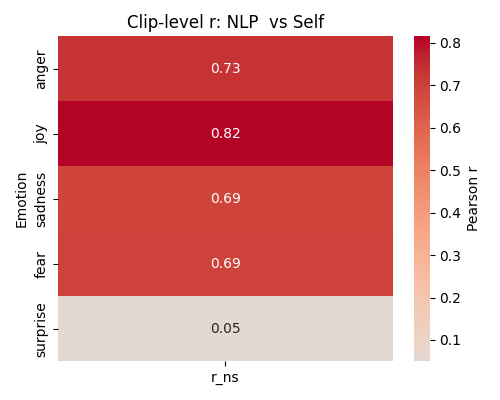 Clip-level r: NLP  vs Self
Emotion
anger
joy
sadness
fear
surprise
0.73
0.82
0.69
0.69
0.05
r_ns
0.8
0.7
0.6
0.5
0.4
0.3
0.2
0.1
Pearson r